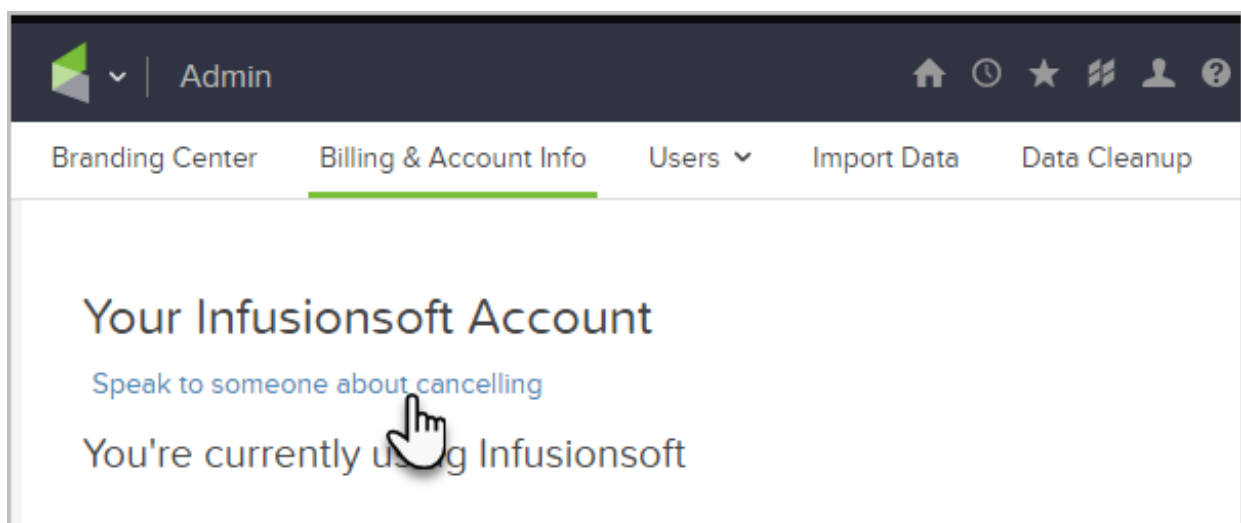 Admin
Branding Center Billing & Account Info Users Import Data Data Cleanup
Your Infusionsoft Account
Speak to someone about cancelling
You're currently using Infusionsoft